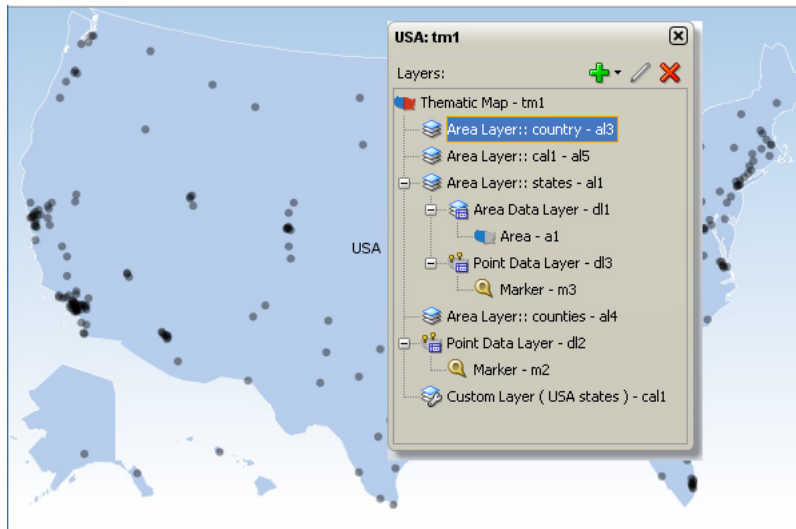 USA: tm1
Layers:
Thematic Map - tm1
Area Layer:: country - al3
Area Layer:: cal1 - al5
Area Layer:: states - al1
Area Data Layer - dl1
Area - a1
Point Data Layer - dl3
Marker - m3
Area Layer:: counties - al4
Point Data Layer - dl2
Marker - m2
Custom Layer ( USA states ) - cal1
USA